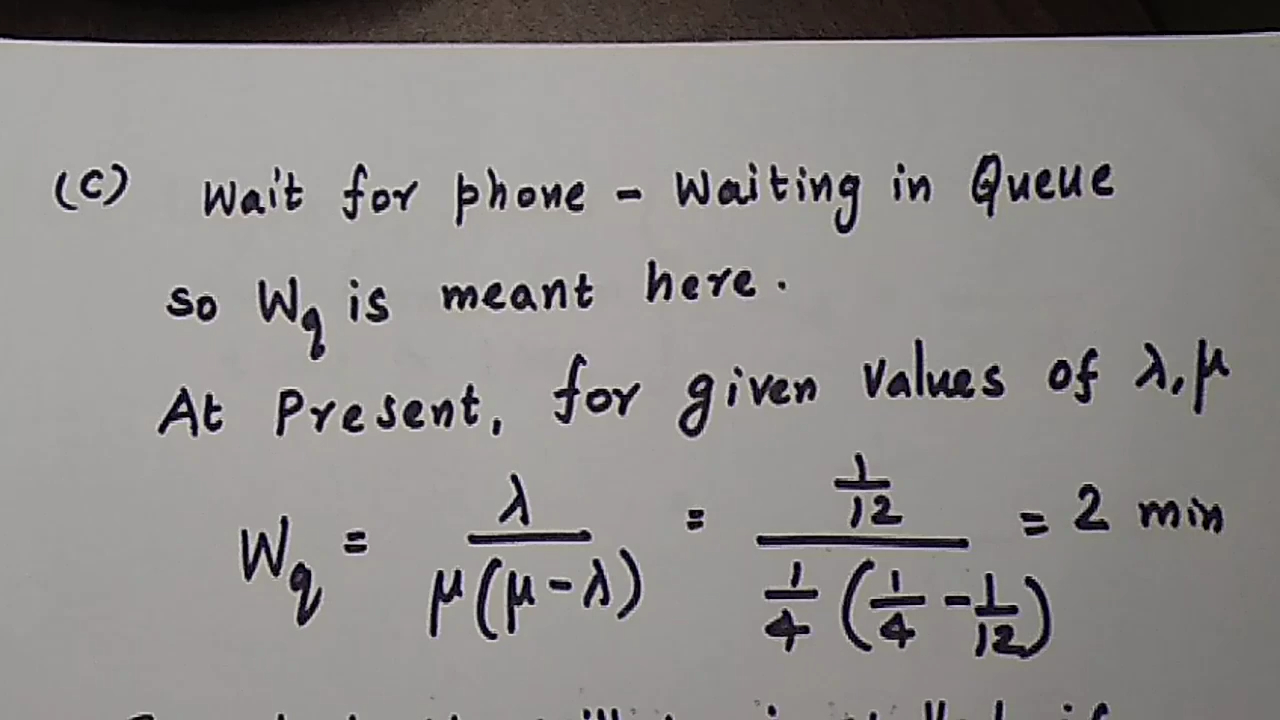 (C) Wait for phone - Waiting in Queue
so Wq is meant here.
At Present, for given values of λ, μ
Wq = λ / μ(μ-λ) = 1/12 / 1/4 (1/4 - 1/12) = 2 min